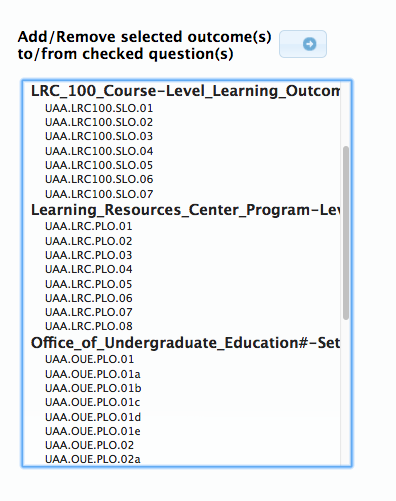 Add/Remove selected outcome(s)
to/from checked question(s)
LRC_100_Course-Level_Learning_Outcom
UAA.LRC100.SLO.01
UAA.LRC100.SLO.02
UAA.LRC100.SLO.03
UAA.LRC100.SLO.04
UAA.LRC100.SLO.05
UAA.LRC100.SLO.06
UAA.LRC100.SLO.07
Learning_Resources_Center_Program-Lev
UAA.LRC.PLO.01
UAA.LRC.PLO.02
UAA.LRC.PLO.03
UAA.LRC.PLO.04
UAA.LRC.PLO.05
UAA.LRC.PLO.06
UAA.LRC.PLO.07
UAA.LRC.PLO.08
Office_of_Undergraduate_Education#-Set
UAA.OUE.PLO.01
UAA.OUE.PLO.01a
UAA.OUE.PLO.01b
UAA.OUE.PLO.01c
UAA.OUE.PLO.01d
UAA.OUE.PLO.01e
UAA.OUE.PLO.02
UAA.OUE.PLO.02a